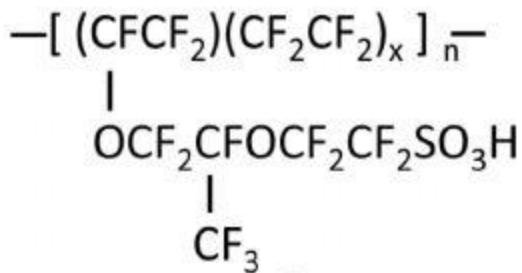 —[ (CFCF₂)(CF₂CF₂)ₓ ] ₙ—
OCF₂CFOCF₂CF₂SO₃H
CF₃